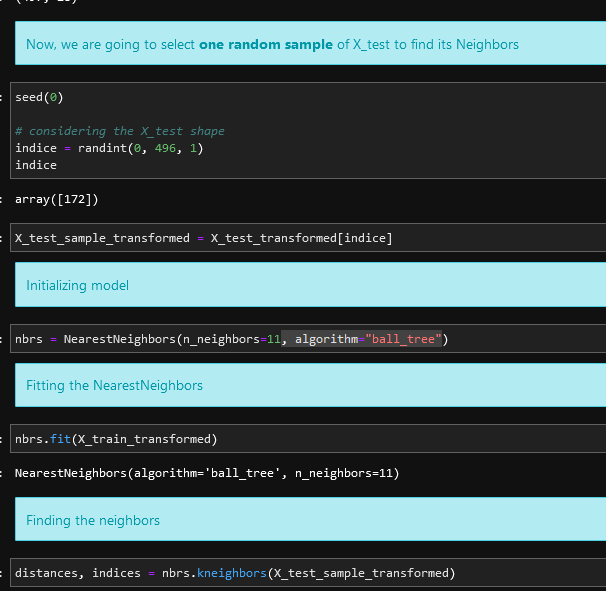 Now, we are going to select one random sample of X_test to find its Neighbors
seed(0)
# considering the X_test shape
indice = randint(0, 496, 1)
indice
array([172])
X_test_sample_transformed = X_test_transformed[indice]
Initializing model
nbrs = NearestNeighbors(n_neighbors=11, algorithm="ball_tree")
Fitting the NearestNeighbors
nbrs.fit(X_train_transformed)
NearestNeighbors(algorithm='ball_tree', n_neighbors=11)
Finding the neighbors
distances, indices = nbrs.kneighbors(X_test_sample_transformed)